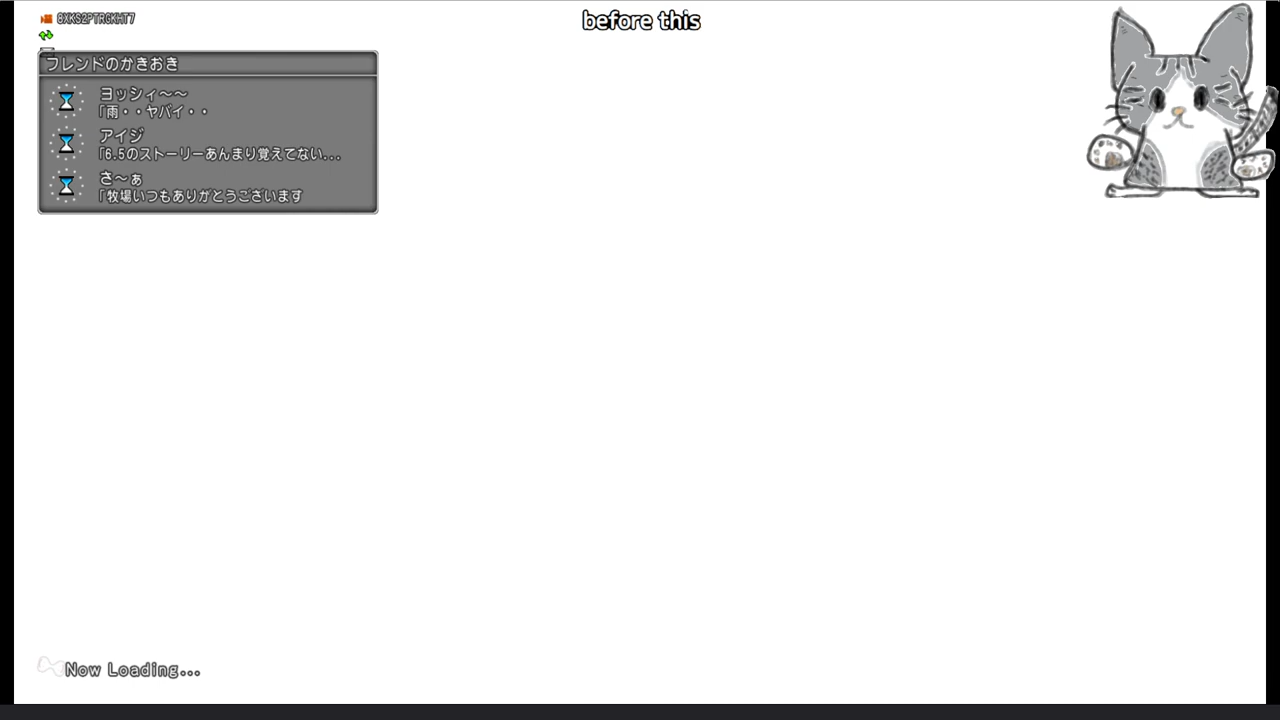 8XKS2PTRGKHT7
before this
フレンドのかきおき
ヨッシィ～～
「雨・・ヤバイ・・
アイジ
「6.5のストーリーあんまり覚えてない...
さ～ぁ
「牧場いつもありがとうございます
Now Loading...